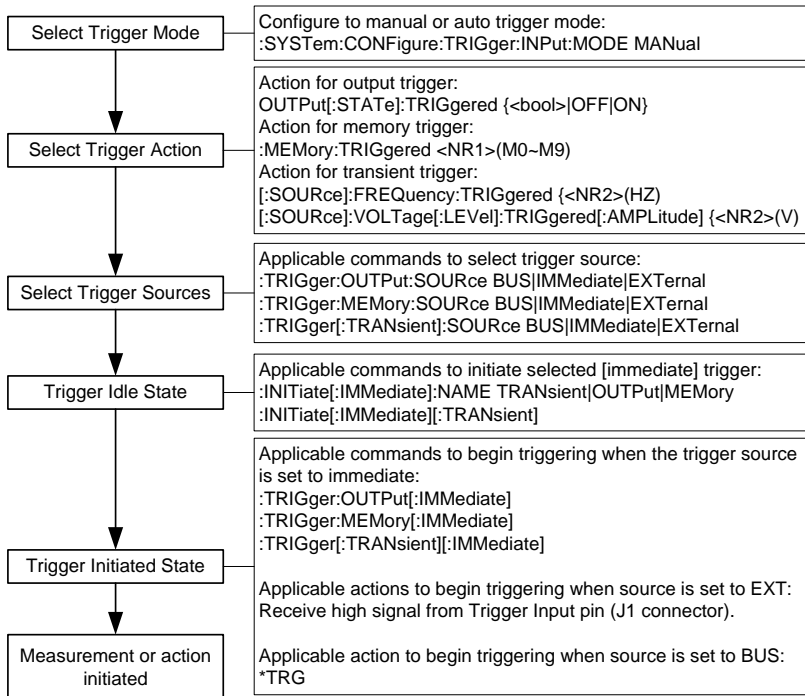 Select Trigger Mode
Configure to manual or auto trigger mode:
:SYSTem:CONFigure:TRIGger:INPut:MODE MANual
Select Trigger Action
Action for output trigger:
OUTPut[:STATe]:TRIGgered {<bool>|OFF|ON}
Action for memory trigger:
:MEMory:TRIGgered <NR1>(M0~M9)
Action for transient trigger:
[:SOURce]:FREQuency:TRIGgered {<NR2>(HZ)
[:SOURce]:VOLTage[:LEVel]:TRIGgered[:AMPLitude] {<NR2>(V)
Select Trigger Sources
Applicable commands to select trigger source:
:TRIGger:OUTPut:SOURce BUS|IMMediate|EXTernal
:TRIGger:MEMory:SOURce BUS|IMMediate|EXTernal
:TRIGger[:TRANsient]:SOURce BUS|IMMediate|EXTernal
Trigger Idle State
Applicable commands to initiate selected [immediate] trigger:
:INITiate[:IMMediate]:NAME TRANsient|OUTPut|MEMory
:INITiate[:IMMediate][:TRANsient]
Trigger Initiated State
Applicable commands to begin triggering when the trigger source
is set to immediate:
:TRIGger:OUTPut[:IMMediate]
:TRIGger:MEMory[:IMMediate]
:TRIGger[:TRANsient][:IMMediate]
Applicable actions to begin triggering when source is set to EXT:
Receive high signal from Trigger Input pin (J1 connector).
Applicable action to begin triggering when source is set to BUS:
*TRG
Measurement or action
initiated